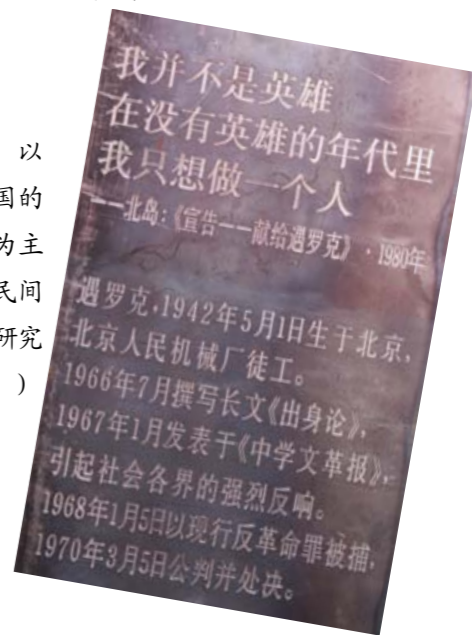 以
国的
为主
民间
研究
）
我并不是英雄
在没有英雄的年代里
我只想做一个人
——北岛：《宣告——献给遇罗克》·1980年
遇罗克，1942年5月1日生于北京，
北京人民机械厂徒工。
1966年7月撰写长文《出身论》，
1967年1月发表于《中学文革报》，
引起社会各界的强烈反响。
1968年1月5日以现行反革命罪被捕，
1970年3月5日公判并处决。